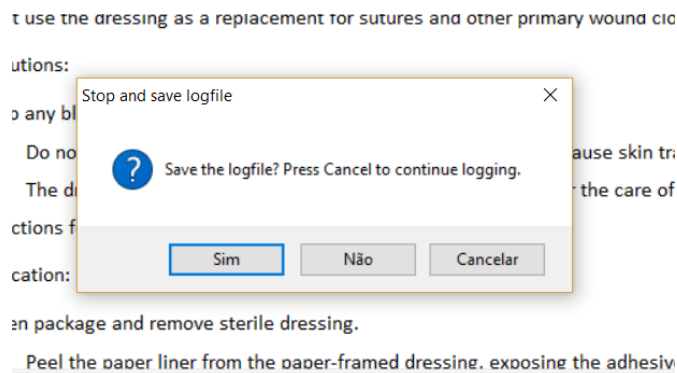 t use the dressing as a replacement for sutures and other primary wound clo
utions:
Stop and save logfile
p any bl
Do no
ause skin tra
Save the logfile? Press Cancel to continue logging.
The d
the care of
ctions f
Sim Não Cancelar
cation:
en package and remove sterile dressing.
Peel the paper liner from the paper-framed dressing, exposing the adhesive